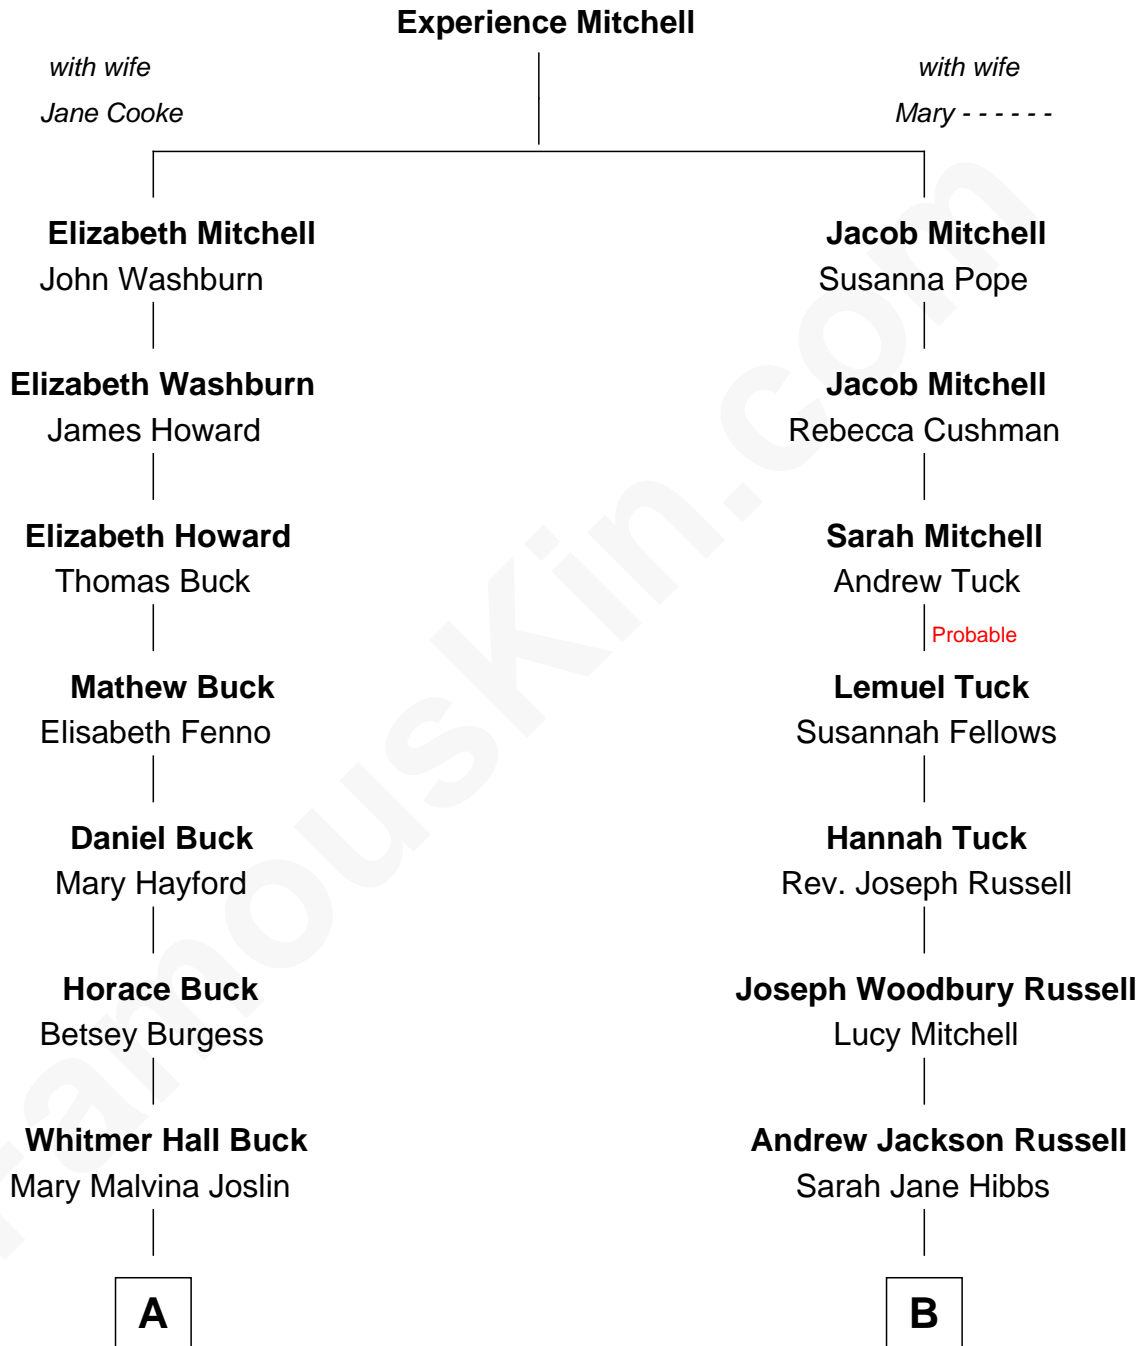 Experience Mitchell
with wife
Jane Cooke
with wife
Mary - - - - - -
Elizabeth Mitchell
John Washburn
Jacob Mitchell
Susanna Pope
Elizabeth Washburn
James Howard
Jacob Mitchell
Rebecca Cushman
Elizabeth Howard
Thomas Buck
Sarah Mitchell
Andrew Tuck
Probable
Mathew Buck
Elisabeth Fenno
Lemuel Tuck
Susannah Fellows
Daniel Buck
Mary Hayford
Hannah Tuck
Rev. Joseph Russell
Horace Buck
Betsey Burgess
Joseph Woodbury Russell
Lucy Mitchell
Whitmer Hall Buck
Mary Malvina Joslin
Andrew Jackson Russell
Sarah Jane Hibbs
A
B
FamousKin.com